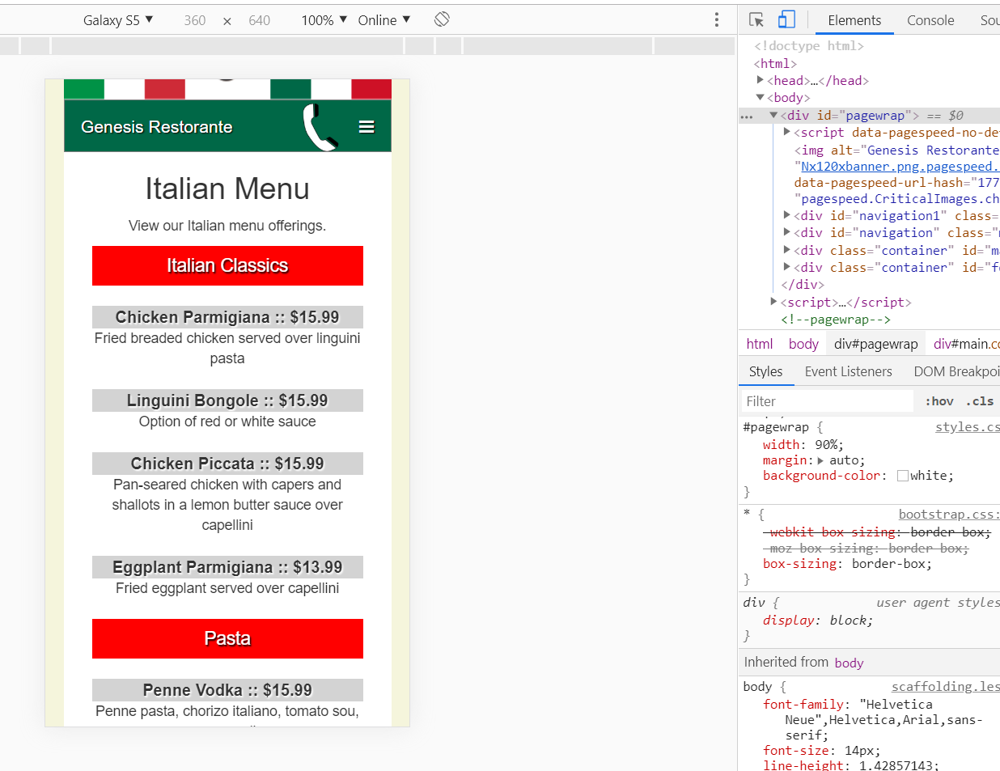 Galaxy S5 ▼ 360 × 640 100% ▼ Online ▼
Genesis Restorante
Italian Menu
View our Italian menu offerings.
Italian Classics
Chicken Parmigiana :: $15.99
Fried breaded chicken served over linguini
pasta
Linguini Bongole :: $15.99
Option of red or white sauce
Chicken Piccata :: $15.99
Pan-seared chicken with capers and
shallots in a lemon butter sauce over
capellini
Eggplant Parmigiana :: $13.99
Fried eggplant served over capellini
Pasta
Penne Vodka :: $15.99
Penne pasta, chorizo italiano, tomato sou,
Elements Console Sou
<!doctype html>
<html>
<head>…</head>
<body>
… <div id="pagewrap"> == $0
<script data-pagespeed-no-de
<img alt="Genesis Restorante
"Nx120xbanner.png.pagespeed.
data-pagespeed-url-hash="177
"pagespeed.CriticalImages.ch
<div id="navigation1" class=
<div id="navigation" class="m
<div class="container" id="ma
<div class="container" id="fo
</div>
<script>…</script>
<!--pagewrap-->
html body div#pagewrap div#main.co
Styles Event Listeners DOM Breakpoi
Filter :hov .cls
#pagewrap { styles.cs
width: 90%;
margin: auto;
background-color: white;
}
* { bootstrap.css:
-webkit-box-sizing: border-box;
-moz-box-sizing: border-box;
box-sizing: border-box;
}
div { user agent styles
display: block;
}
Inherited from body
body { scaffolding.les
font-family: "Helvetica
Neue",Helvetica,Arial,sans-
serif;
font-size: 14px;
line-height: 1.42857143;